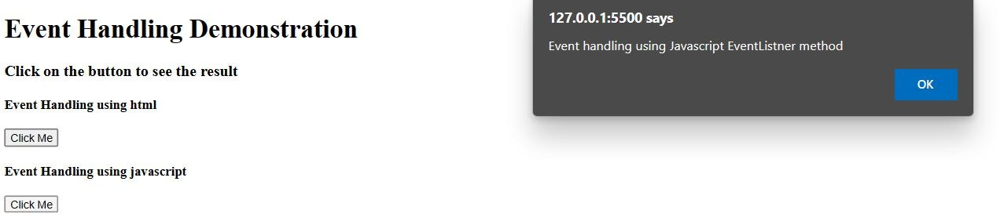 Event Handling Demonstration
Click on the button to see the result
Event Handling using html
Click Me
Event Handling using javascript
Click Me
127.0.0.1:5500 says
Event handling using Javascript EventListner method
OK